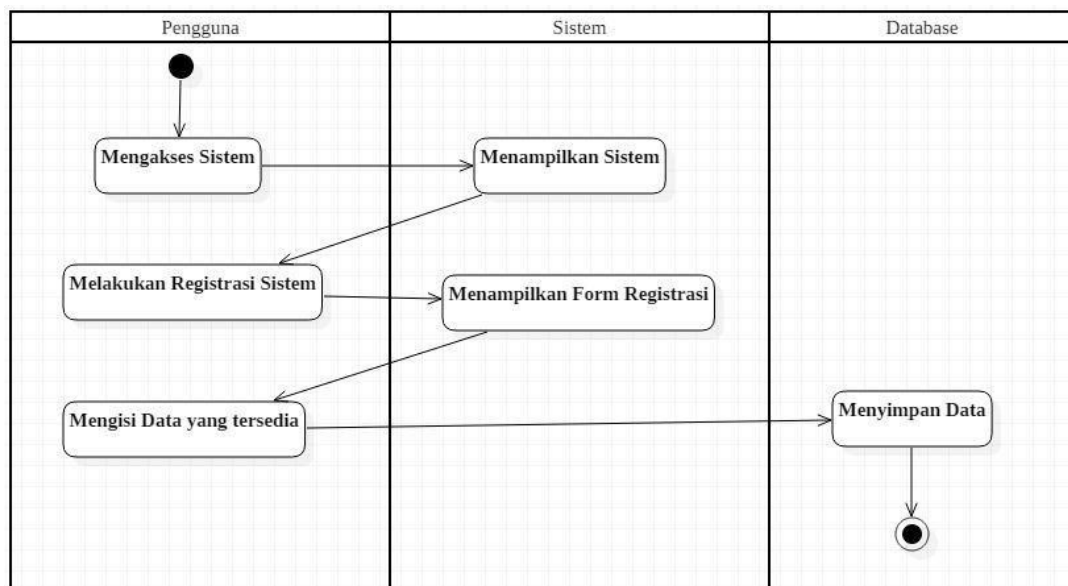 Pengguna
Sistem
Database
Mengakses Sistem
Menampilkan Sistem
Melakukan Registrasi Sistem
Menampilkan Form Registrasi
Mengisi Data yang tersedia
Menyimpan Data